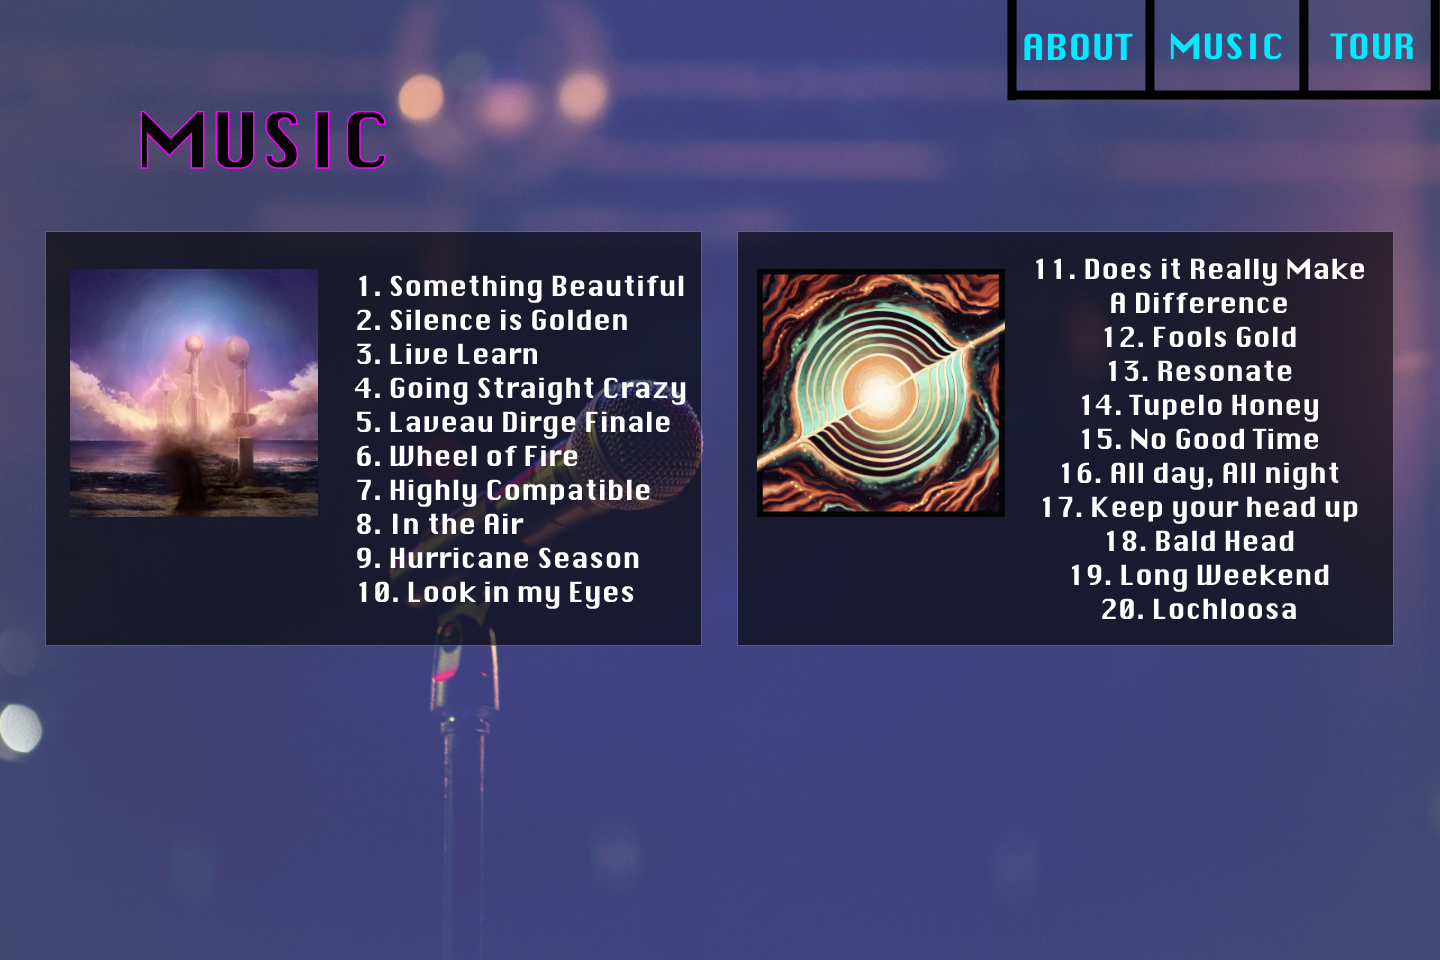 ABOUT
MUSIC
TOUR
MUSIC
1. Something Beautiful
2. Silence is Golden
3. Live Learn
4. Going Straight Crazy
5. Laveau Dirge Finale
6. Wheel of Fire
7. Highly Compatible
8. In the Air
9. Hurricane Season
10. Look in my Eyes
11. Does it Really Make
A Difference
12. Fools Gold
13. Resonate
14. Tupelo Honey
15. No Good Time
16. All day, All night
17. Keep your head up
18. Bald Head
19. Long Weekend
20. Lochloosa